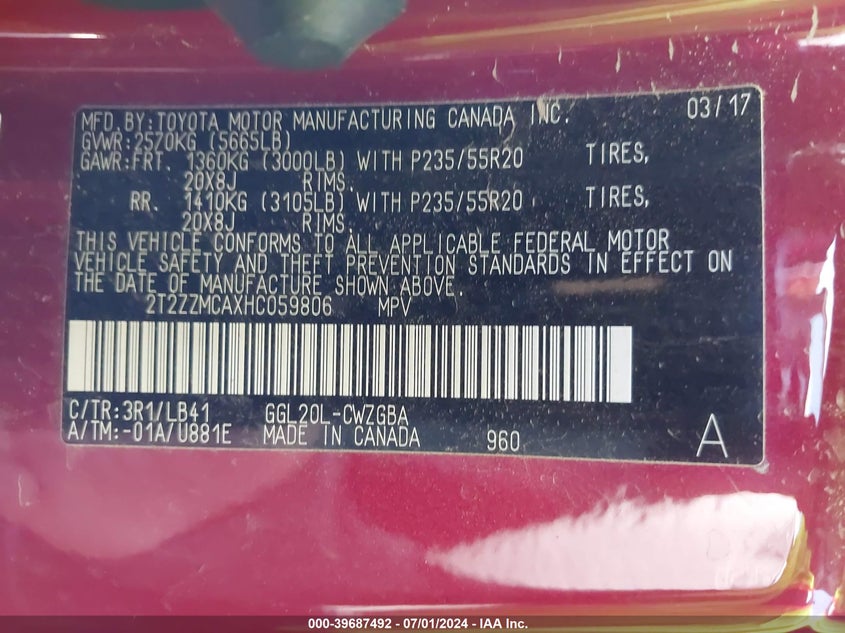 MFD.BY:TOYOTA MOTOR MANUFACTURING CANADA INC. 03/17
GVWR:2570KG (5665LB)
GAWR:FRT. 1360KG (3000LB) WITH P235/55R20 TIRES,
20X8J RIMS.
RR. 1410KG (3105LB) WITH P235/55R20 TIRES,
20X8J RIMS.
THIS VEHICLE CONFORMS TO ALL APPLICABLE FEDERAL MOTOR
VEHICLE SAFETY AND THEFT PREVENTION STANDARDS IN EFFECT ON
THE DATE OF MANUFACTURE SHOWN ABOVE.
2T2ZZMCAXHC059806 MPV
C/TR:3R1/LB41 GGL20L-CWZGBA
A/TM:-01A/U881E MADE IN CANADA 960 A
000-39687492 - 07/01/2024 - IAA Inc.